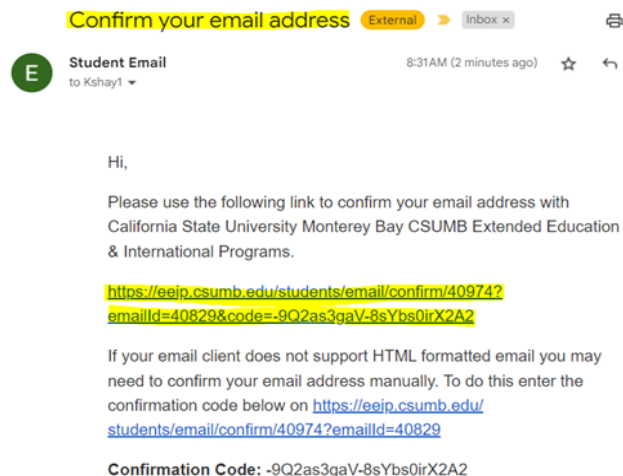 Confirm your email address External Inbox ×
E
Student Email 8:31AM (2 minutes ago)
to Kshay1
Hi,
Please use the following link to confirm your email address with
California State University Monterey Bay CSUMB Extended Education
& International Programs.
https://eeip.csumb.edu/students/email/confirm/40974?
emailId=40829&code=-9Q2as3gaV-8sYbs0irX2A2
If your email client does not support HTML formatted email you may
need to confirm your email address manually. To do this enter the
confirmation code below on https://eeip.csumb.edu/
students/email/confirm/40974?emailId=40829
Confirmation Code: -9Q2as3gaV-8sYbs0irX2A2